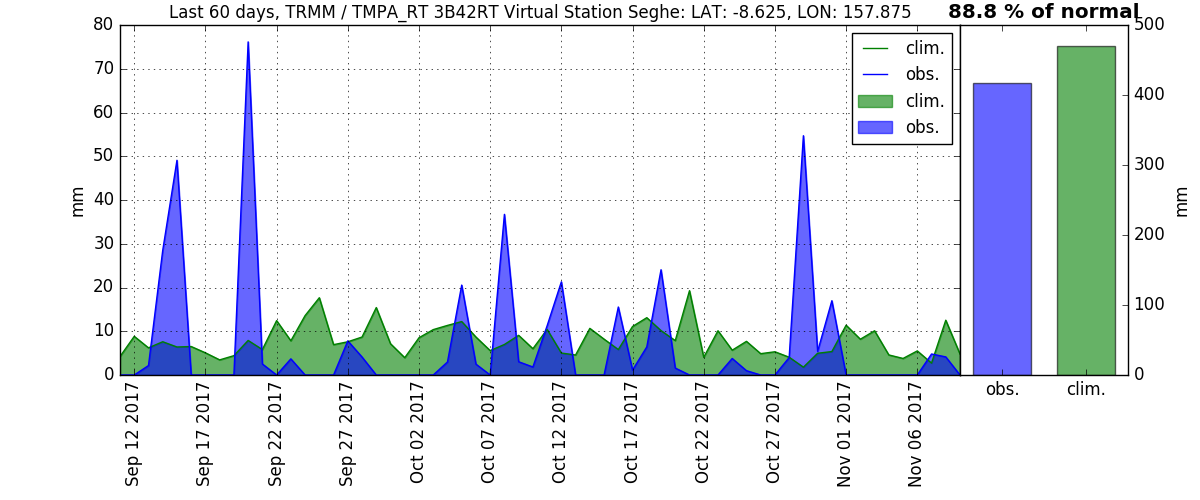 Last 60 days, TRMM / TMPA_RT 3B42RT Virtual Station Seghe: LAT: -8.625, LON: 157.875
88.8 % of normal
80
70
60
50
40
30
20
10
0
mm
clim.
obs.
clim.
obs.
500
400
300
200
100
0
mm
Sep 12 2017
Sep 17 2017
Sep 22 2017
Sep 27 2017
Oct 02 2017
Oct 07 2017
Oct 12 2017
Oct 17 2017
Oct 22 2017
Oct 27 2017
Nov 01 2017
Nov 06 2017
obs.
clim.